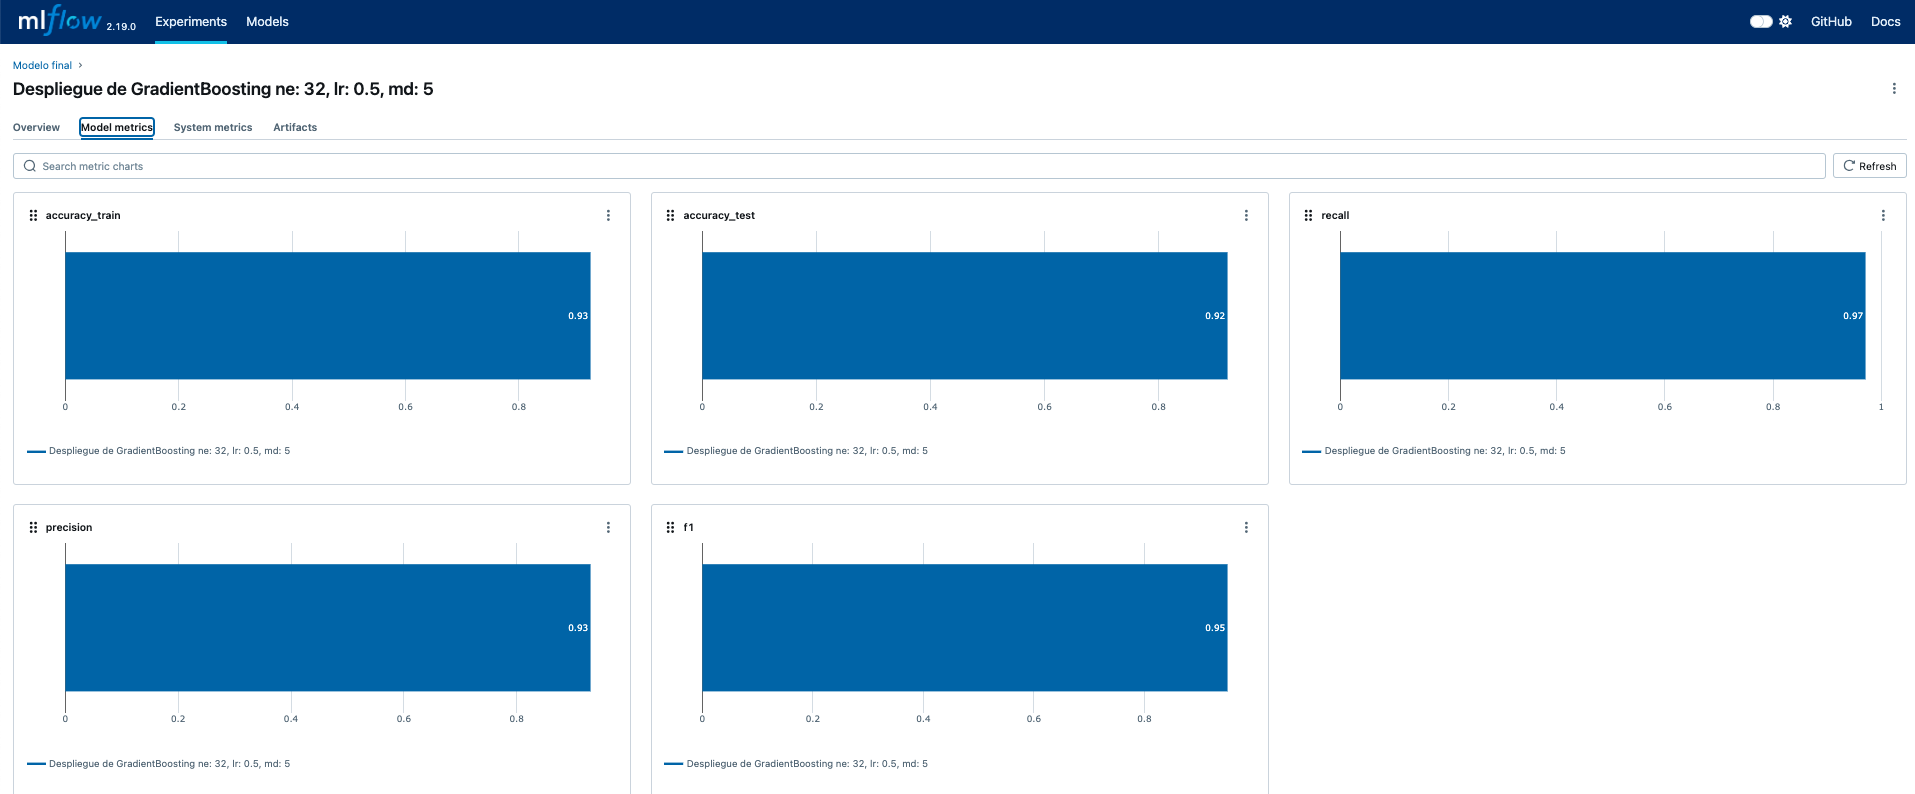 mlflow 2.19.0 Experiments Models GitHub Docs
Modelo final
Despliegue de GradientBoosting ne: 32, lr: 0.5, md: 5
Overview Model metrics System metrics Artifacts
Search metric charts Refresh
accuracy_train
0.93
0 0.2 0.4 0.6 0.8
Despliegue de GradientBoosting ne: 32, lr: 0.5, md: 5
accuracy_test
0.92
0 0.2 0.4 0.6 0.8
Despliegue de GradientBoosting ne: 32, lr: 0.5, md: 5
recall
0.97
0 0.2 0.4 0.6 0.8 1
Despliegue de GradientBoosting ne: 32, lr: 0.5, md: 5
precision
0.93
0 0.2 0.4 0.6 0.8
Despliegue de GradientBoosting ne: 32, lr: 0.5, md: 5
f1
0.95
0 0.2 0.4 0.6 0.8
Despliegue de GradientBoosting ne: 32, lr: 0.5, md: 5